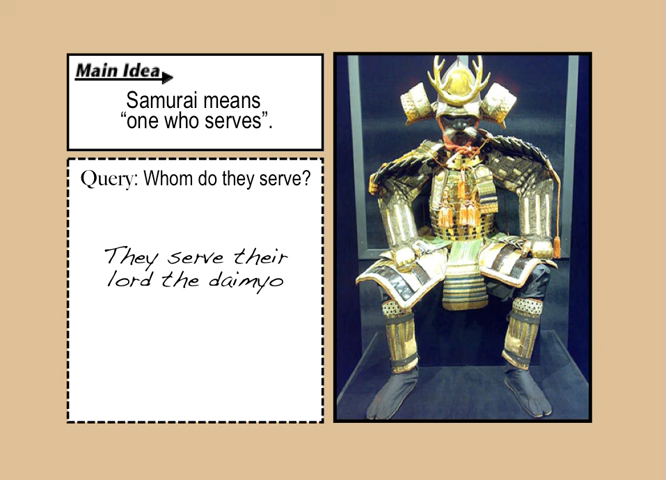 Main Idea
Samurai means
“one who serves”.
Query: Whom do they serve?
They serve their
lord the daimyo